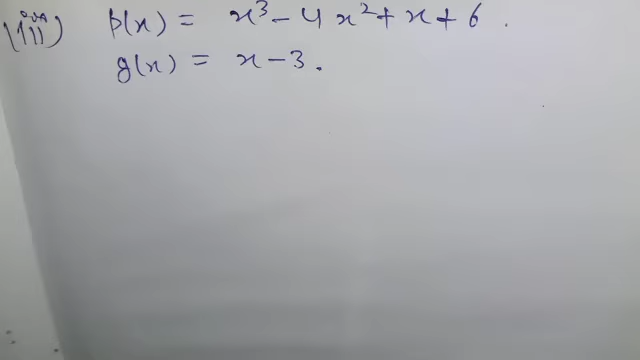 (iii) p(x) = x³ - 4x² + x + 6.
g(x) = x - 3.